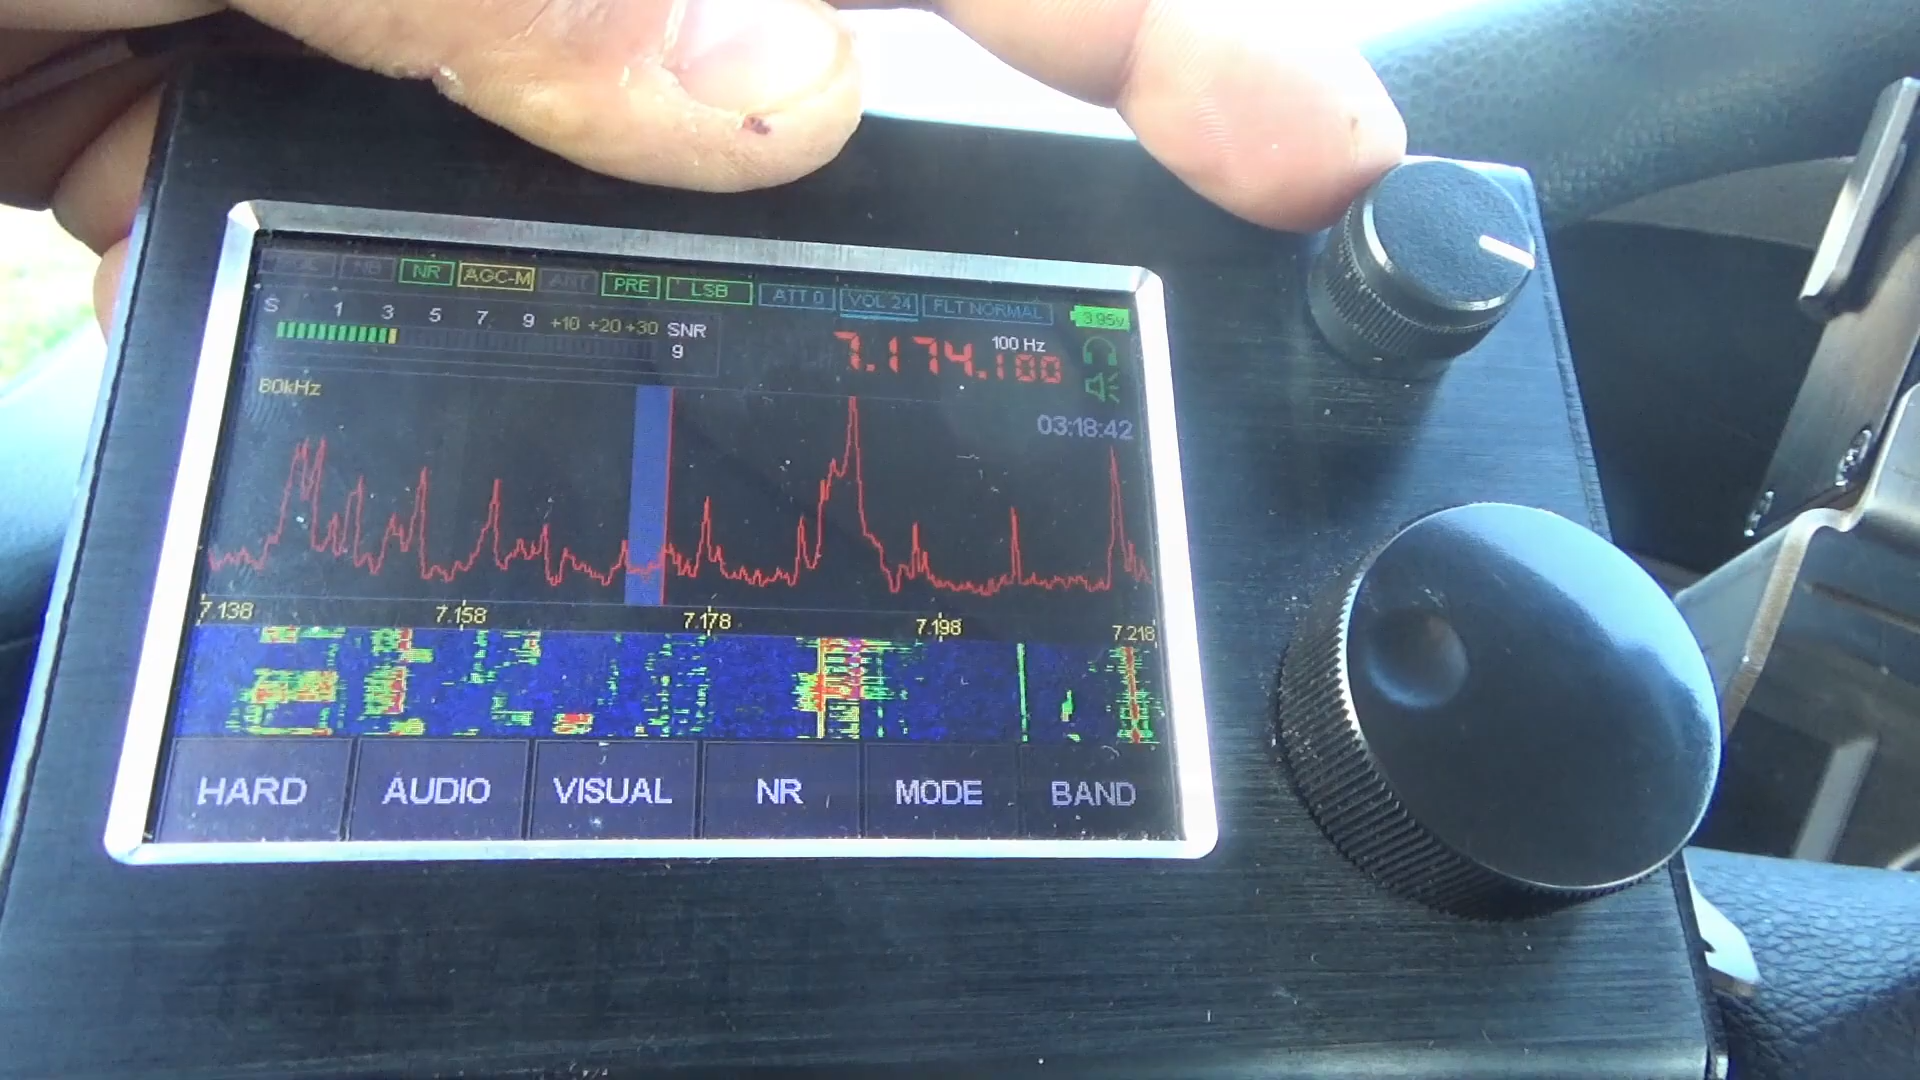 NB NR AGC-M ANT PRE LSB ATT 0 VOL 24 FLT NORMAL
3.95v
S 1 3 5 7 9 +10 +20 +30 SNR
9
100 Hz
7.174.100
80kHz
03:18:42
7.138 7.158 7.178 7.198 7.218
HARD AUDIO VISUAL NR MODE BAND